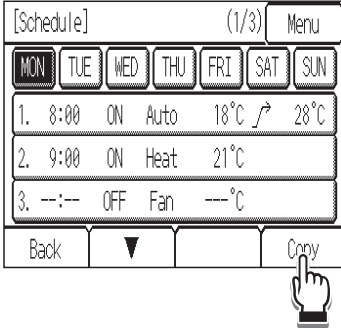 [Schedule] (1/3) Menu
MON TUE WED THU FRI SAT SUN
1. 8:00 ON Auto 18°C 28°C
2. 9:00 ON Heat 21°C
3. --:-- OFF Fan ---°C
Back ▼ Copy